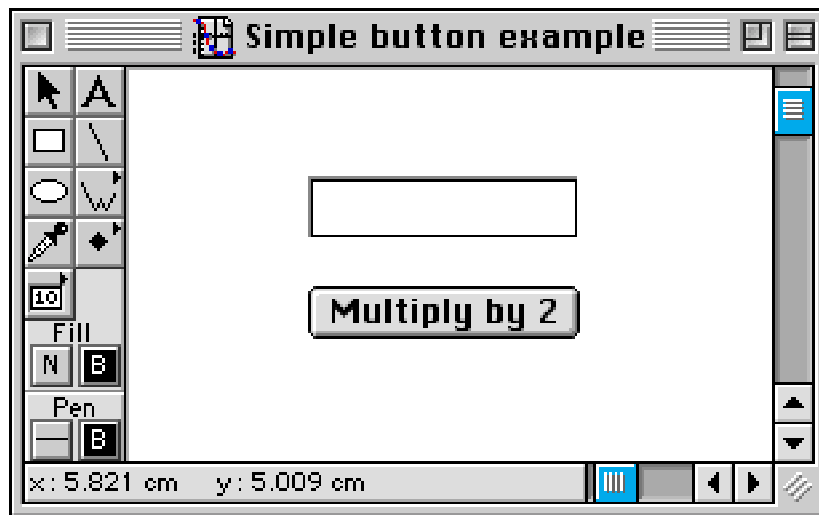 Simple button example
A
10
Fill
N B
Multiply by 2
Pen
B
x: 5.821 cm y: 5.009 cm